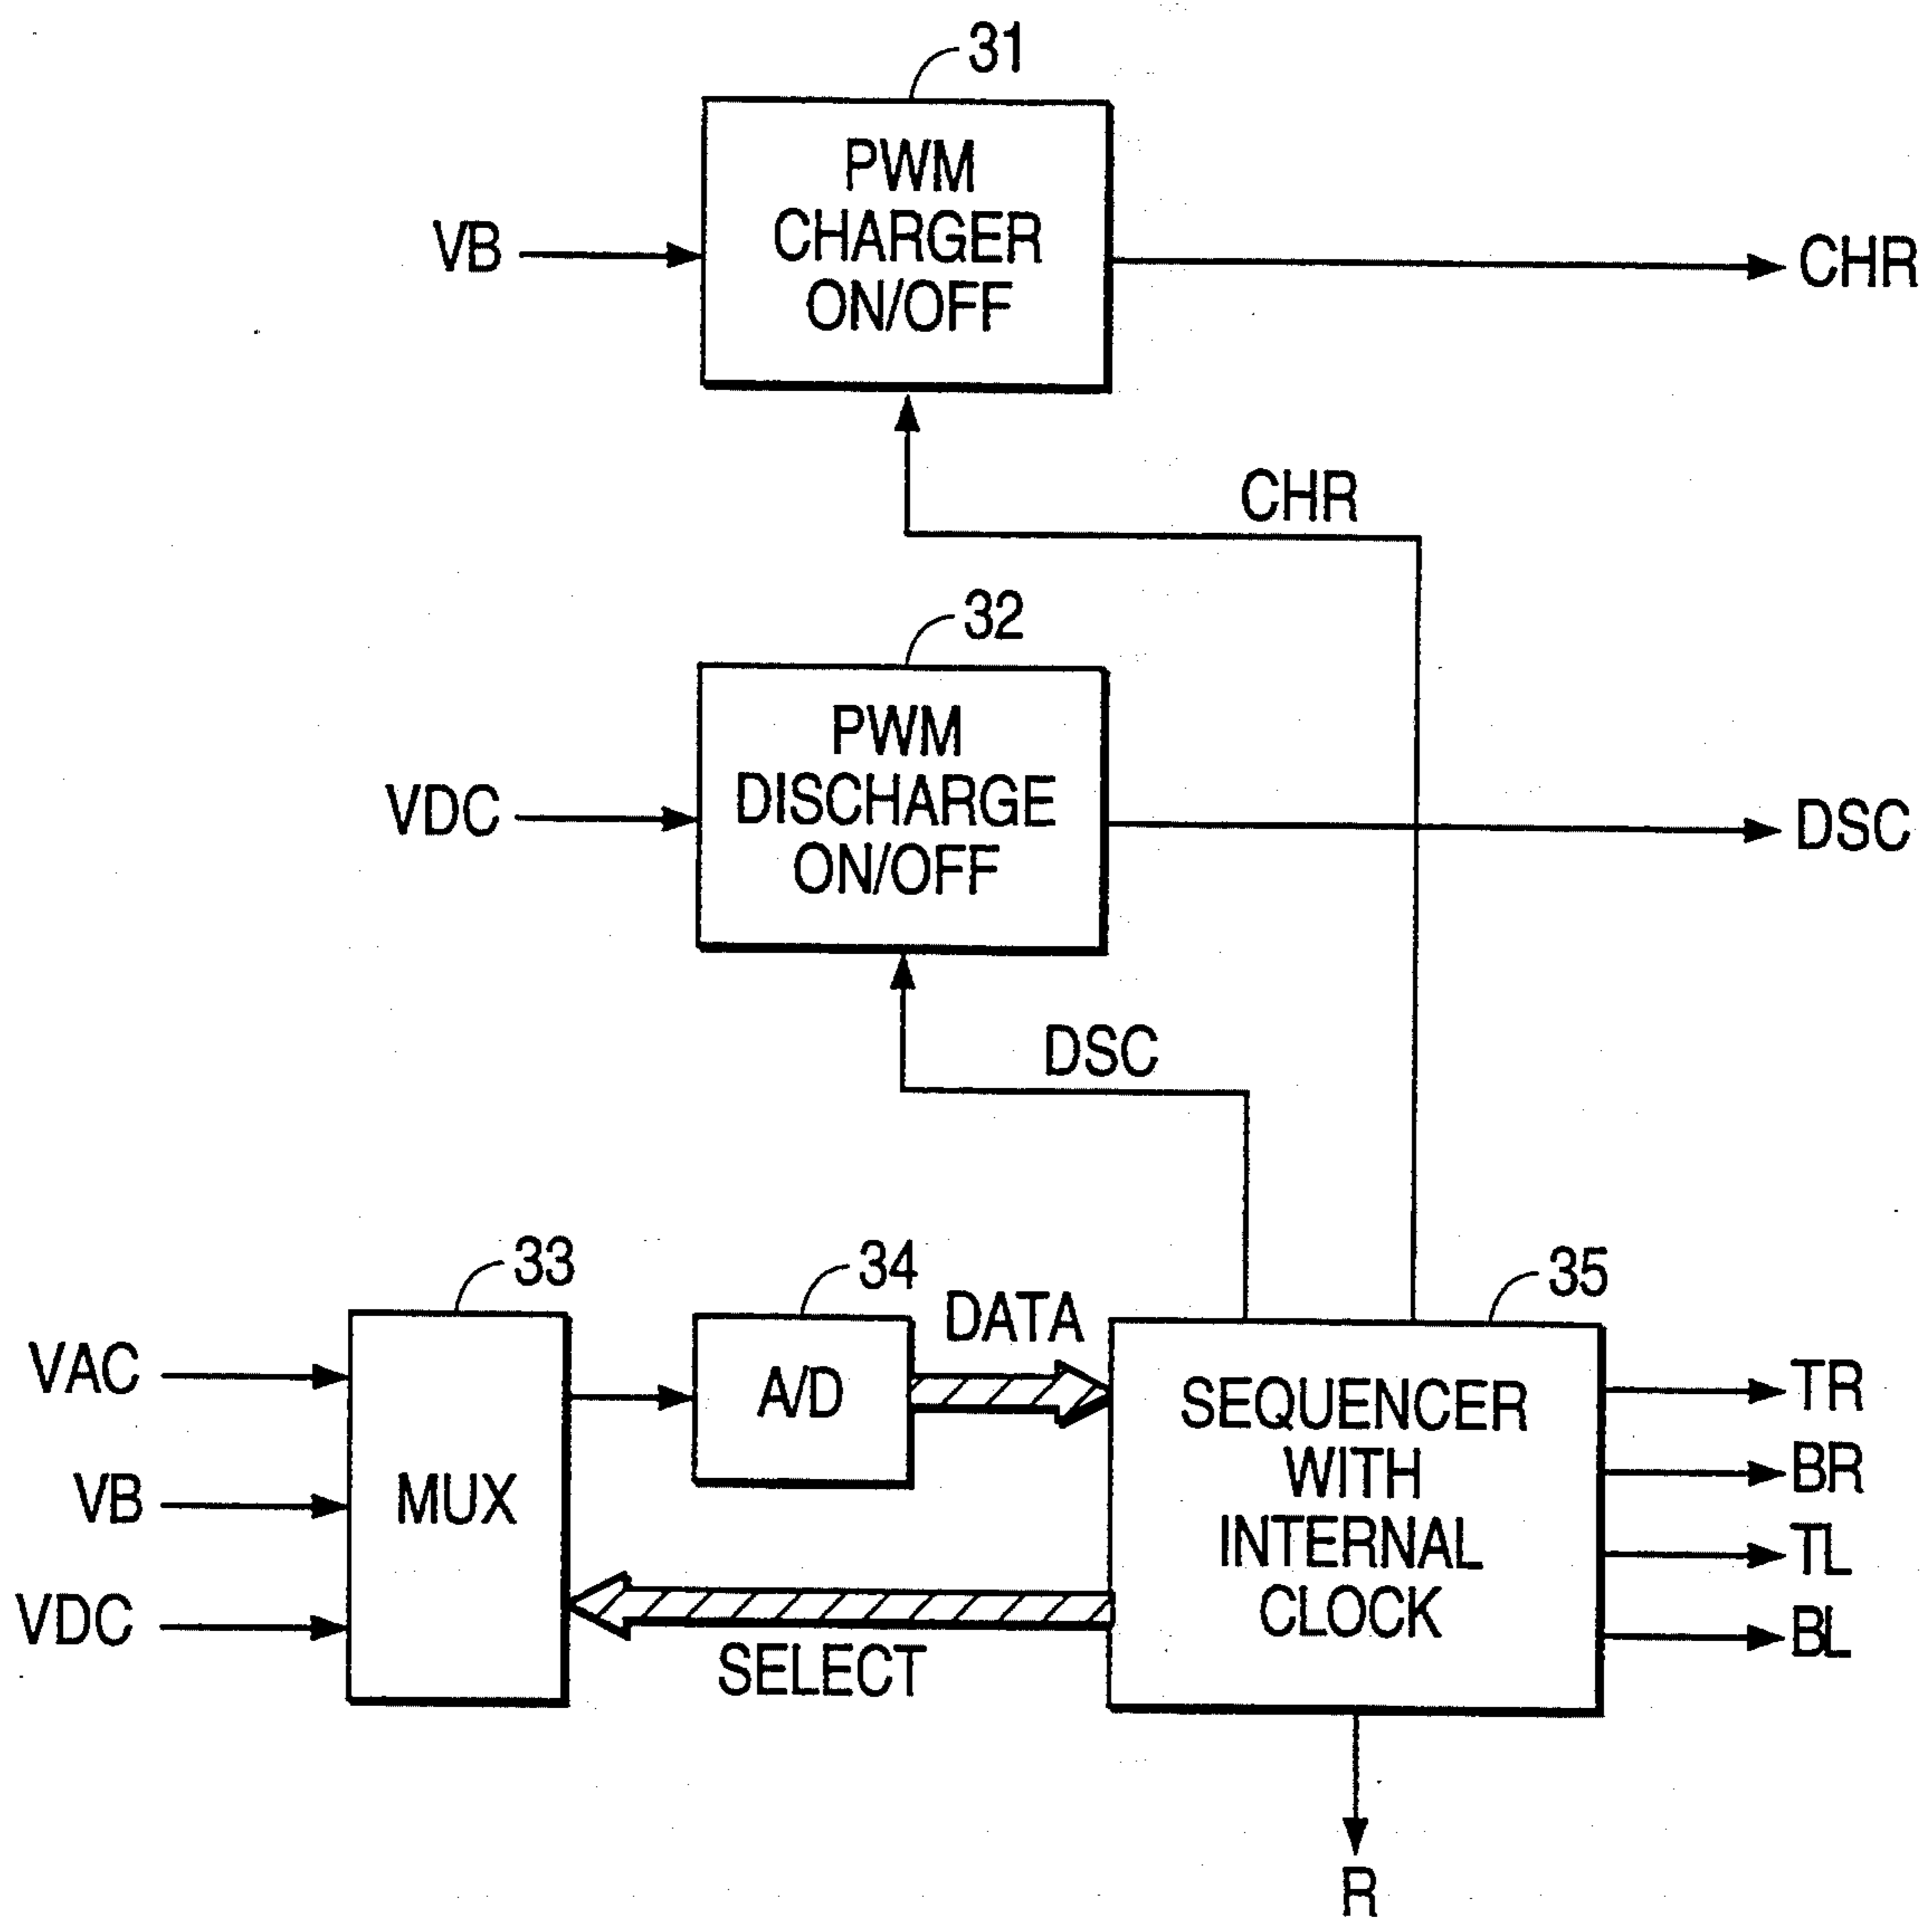 31
PWM
CHARGER
ON/OFF
VB
CHR
CHR
32
PWM
DISCHARGE
ON/OFF
VDC
DSC
DSC
33
34
35
DATA
VAC
VB
VDC
MUX
A/D
SEQUENCER
WITH
INTERNAL
CLOCK
TR
BR
TL
BL
SELECT
R